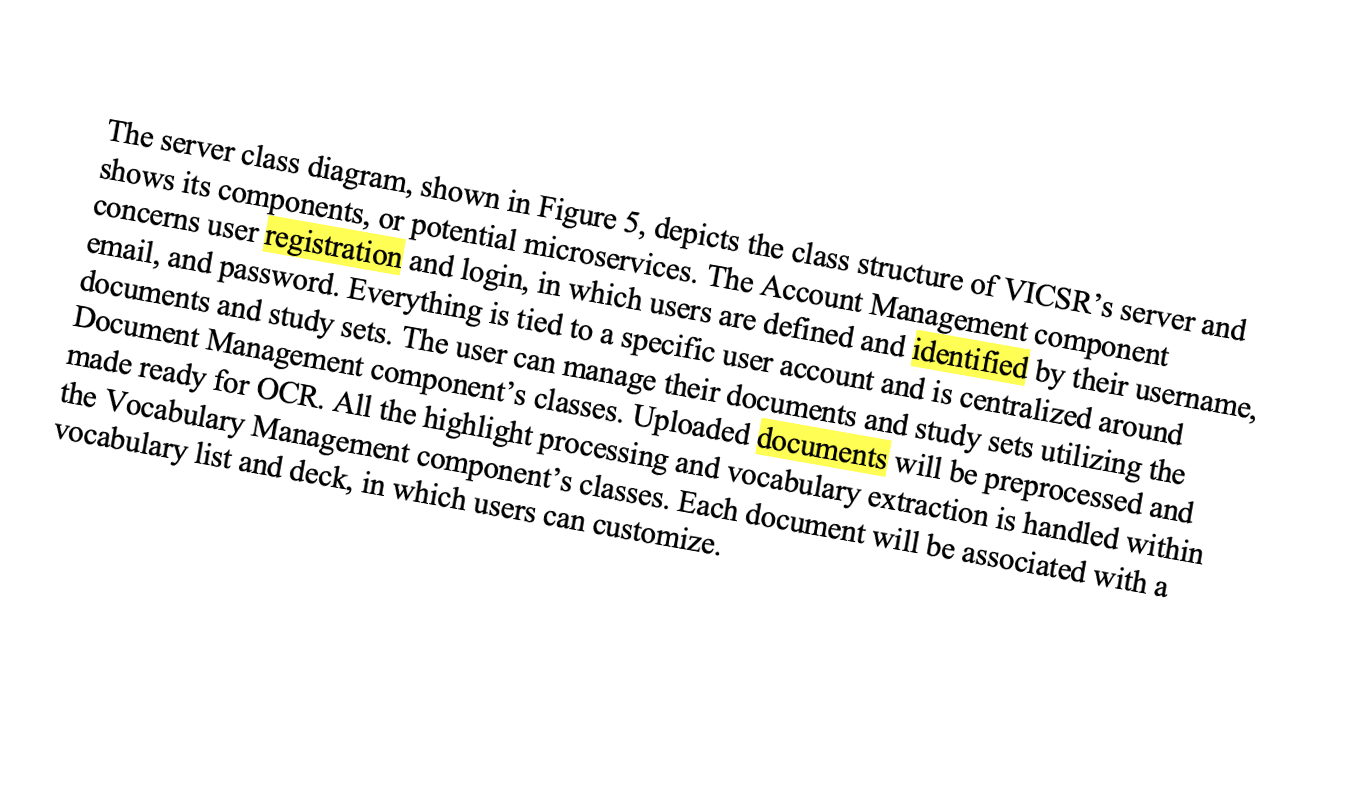 The server class diagram, shown in Figure 5, depicts the class structure of VICSR’s server and
shows its components, or potential microservices. The Account Management component
concerns user registration and login, in which users are defined and identified by their username,
email, and password. Everything is tied to a specific user account and is centralized around
documents and study sets. The user can manage their documents and study sets utilizing the
Document Management component’s classes. Uploaded documents will be preprocessed and
made ready for OCR. All the highlight processing and vocabulary extraction is handled within
the Vocabulary Management component’s classes. Each document will be associated with a
vocabulary list and deck, in which users can customize.